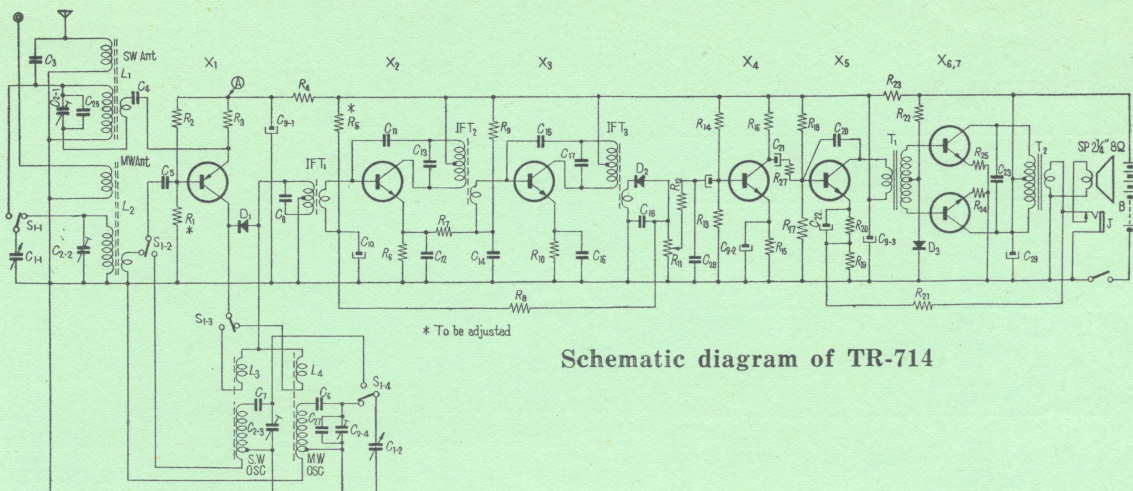 X1 X2 X3 X4 X5 X6,7
C3 SW Ant L1 C4 C2-1 C26
R2 A R3 C9-1 R4
* R5 C11 C13 IFT2 R9 C15 C17 IFT3
R14 R16 C21 R27 R18 C20 R23 R22
T1 R25 R24 C23 T2 SP 2¼" 8Ω B
MW Ant L2 C5 R1 * D1 IFT1 C8 C10
R6 R7 C12 C14 R10 C16
D2 C18 R12 R11 C28 R13 C9-2 R15 R17
C22 R20 R19 C9-3 D3 C29 J
S1-1 C1-1 C2-2 S1-2
R8 R21
* To be adjusted
S1-3
Schematic diagram of TR-714
L3 L4 S1-4
C7 C6
C2-3 C27 C2-4 C1-2
S.W OSC
MW OSC